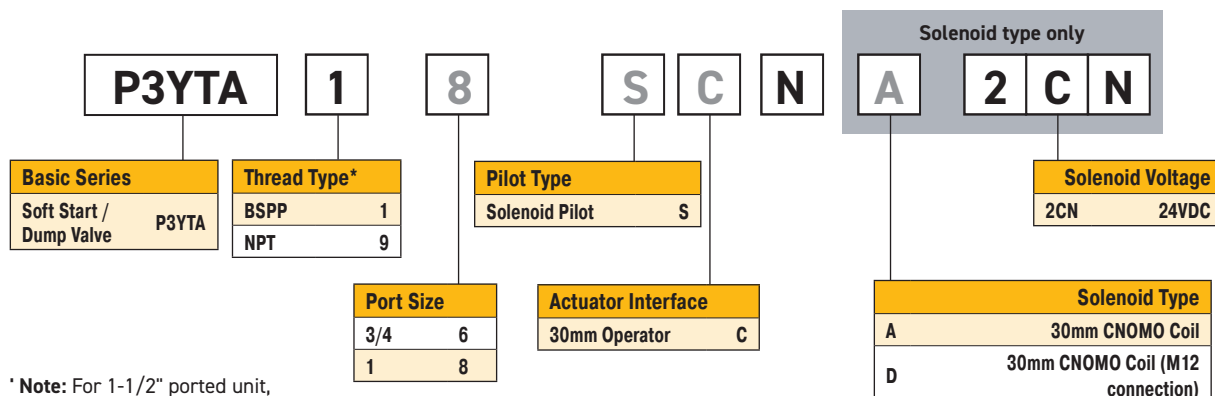 Solenoid type only
P3YTA 1 8 S C N A 2 C N
Basic Series
Soft Start /
Dump Valve P3YTA
Thread Type*
BSPP 1
NPT 9
Pilot Type
Solenoid Pilot S
Solenoid Voltage
2CN 24VDC
Port Size
3/4 6
1 8
Actuator Interface
30mm Operator C
Solenoid Type
A 30mm CNOMO Coil
D 30mm CNOMO Coil (M12
connection)
* Note: For 1-1/2" ported unit,